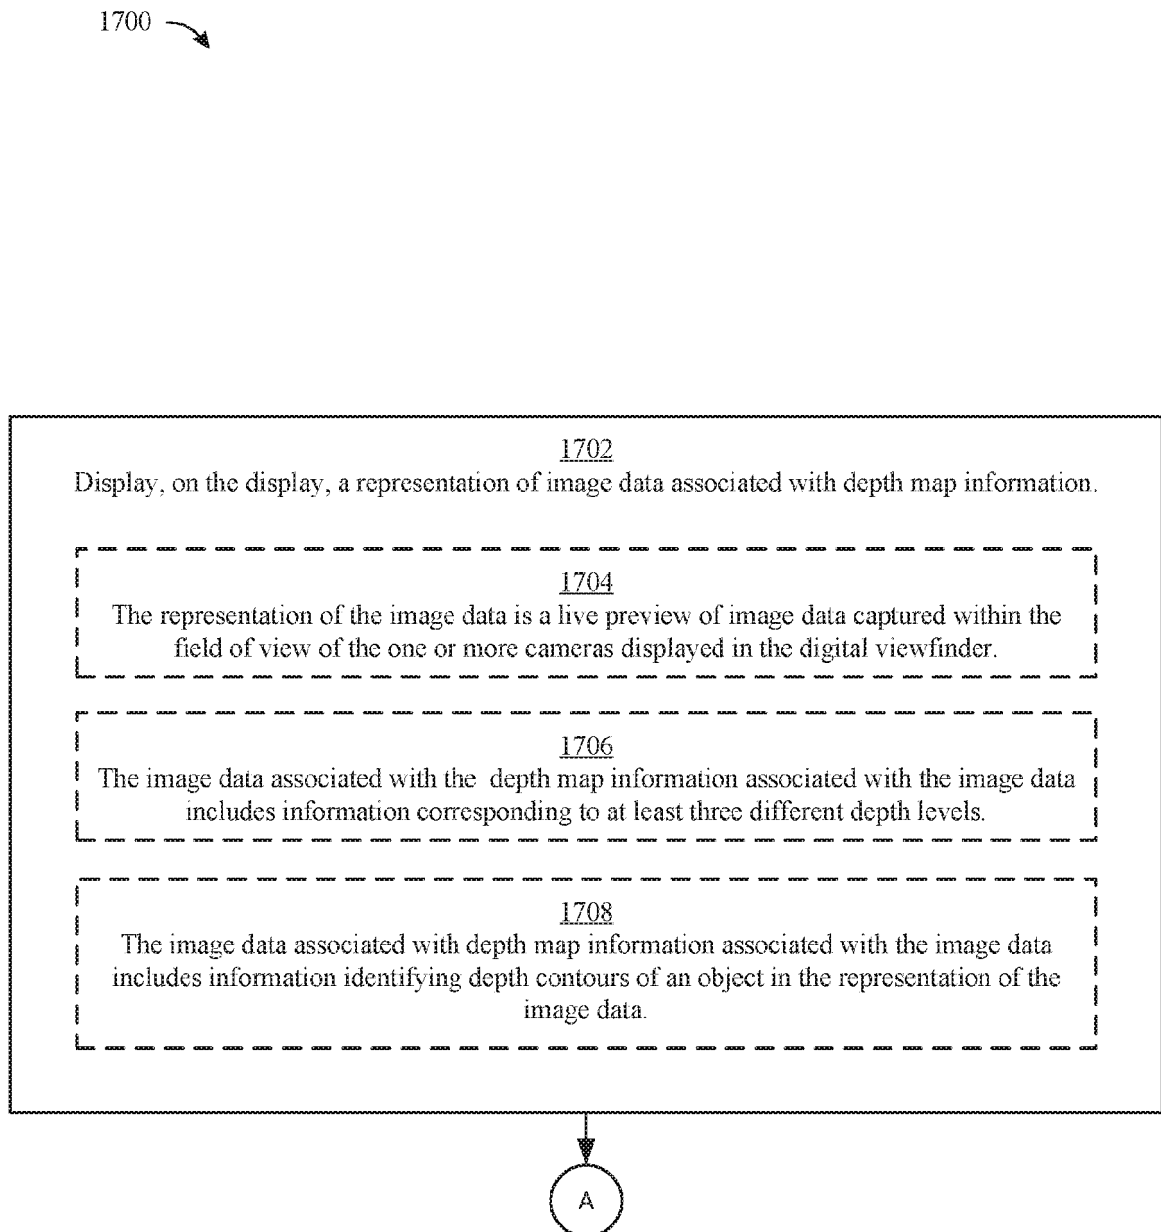 1700
1702
Display, on the display, a representation of image data associated with depth map information.
1704
The representation of the image data is a live preview of image data captured within the
field of view of the one or more cameras displayed in the digital viewfinder.
1706
The image data associated with the depth map information associated with the image data
includes information corresponding to at least three different depth levels.
1708
The image data associated with depth map information associated with the image data
includes information identifying depth contours of an object in the representation of the
image data.
A